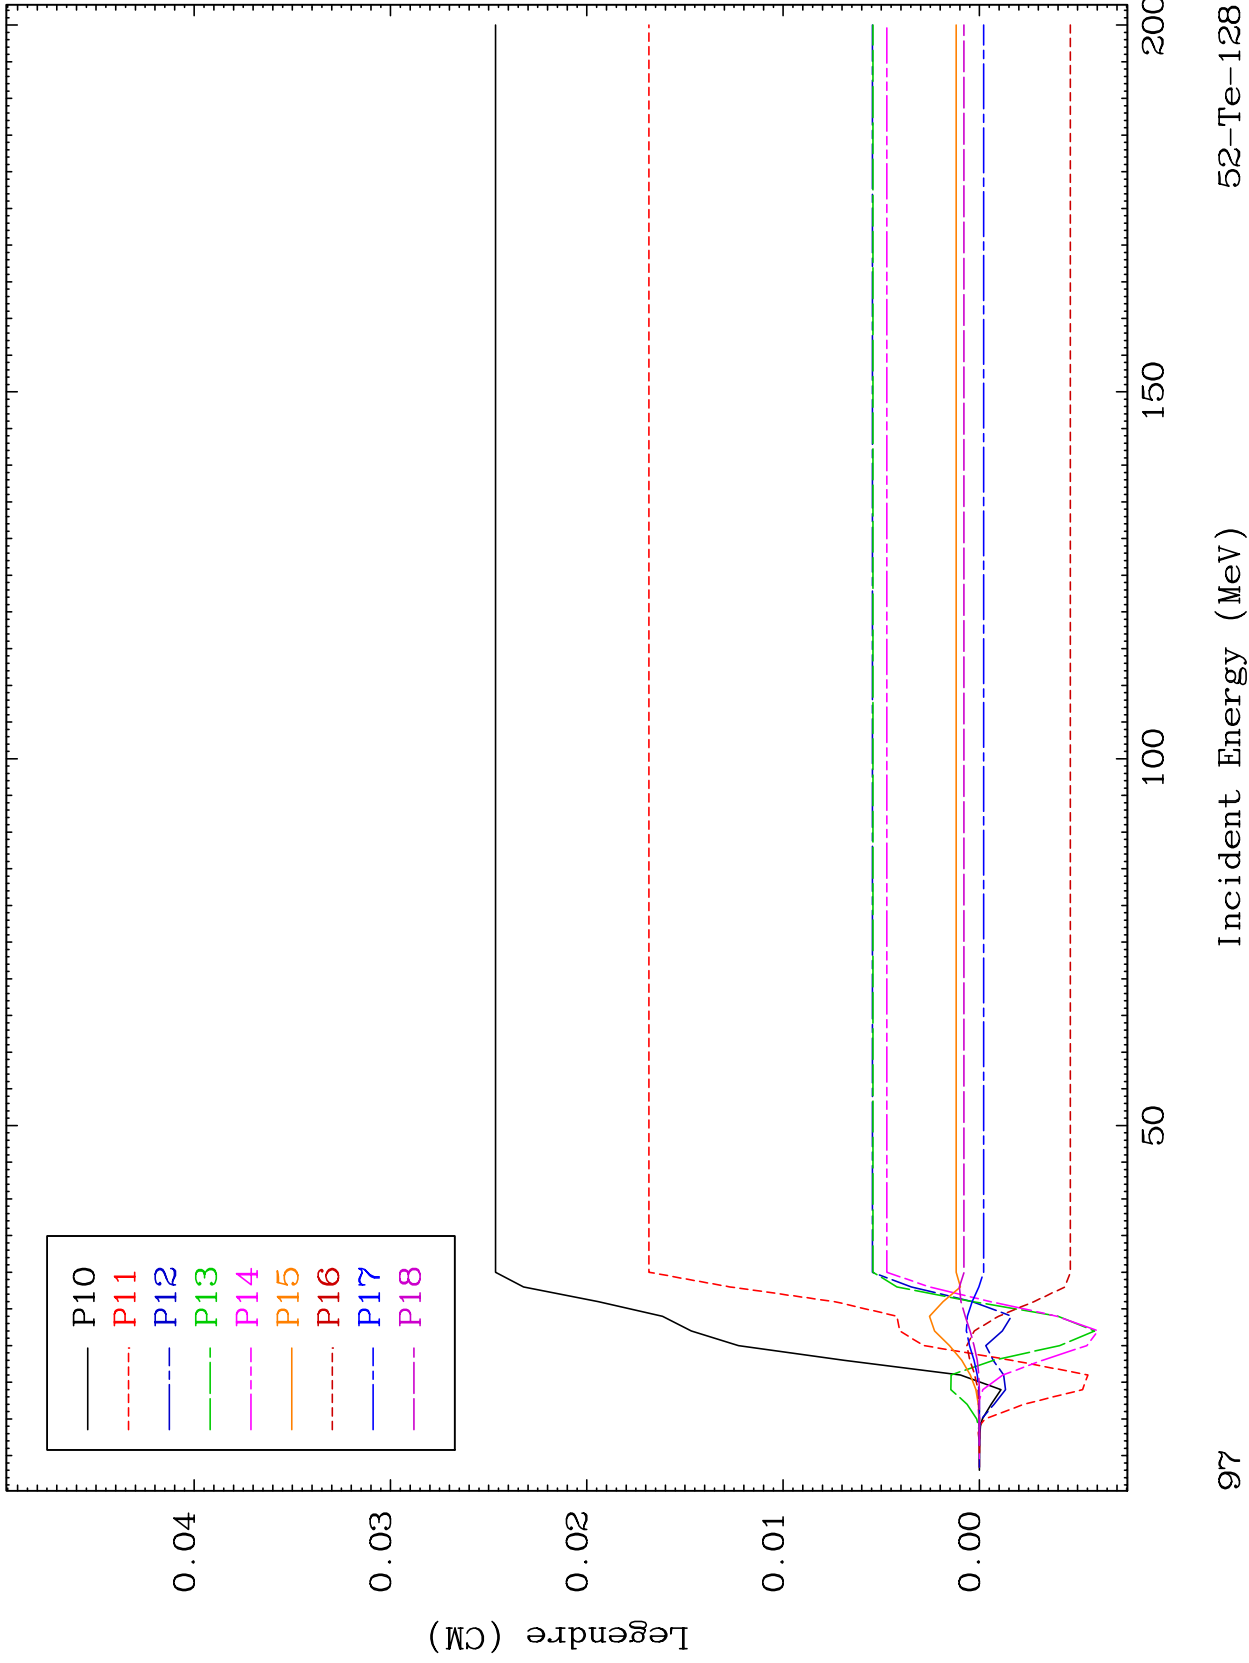 Legendre (CM)
0.04
0.03
0.02
0.01
0.00
P10
P11
P12
P13
P14
P15
P16
P17
P18
50
100
150
200
97
Incident Energy (MeV)
52-Te-128